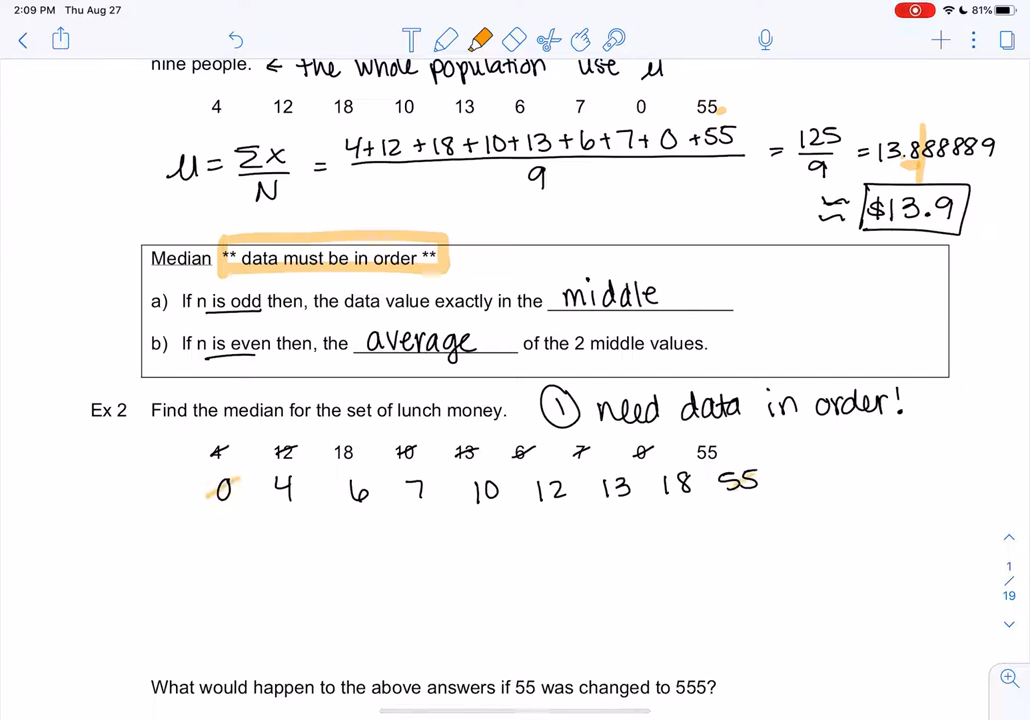 2:09 PM Thu Aug 27 81%
nine people. ← the whole population use μ
4 12 18 10 13 6 7 0 55
μ = Σx/N = (4+12+18+10+13+6+7+0+55)/9 = 125/9 = 13.888889
≈ $13.9
Median ** data must be in order **
a) If n is odd then, the data value exactly in the middle
b) If n is even then, the average of the 2 middle values.
Ex 2 Find the median for the set of lunch money. ① need data in order!
4 12 18 10 13 6 7 0 55
0 4 6 7 10 12 13 18 55
1
/
19
What would happen to the above answers if 55 was changed to 555?